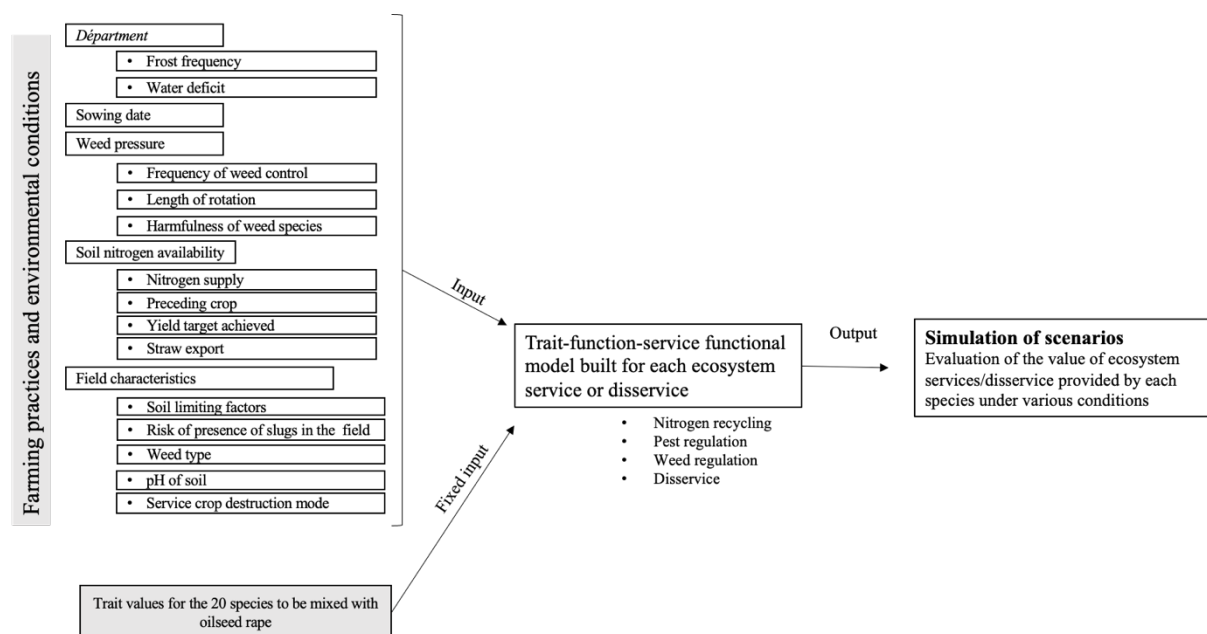 Farming practices and environmental conditions
Départment
• Frost frequency
• Water deficit
Sowing date
Weed pressure
• Frequency of weed control
• Length of rotation
• Harmfulness of weed species
Soil nitrogen availability
• Nitrogen supply
• Preceding crop
• Yield target achieved
• Straw export
Field characteristics
• Soil limiting factors
• Risk of presence of slugs in the field
• Weed type
• pH of soil
• Service crop destruction mode
Input
Fixed input
Trait values for the 20 species to be mixed with
oilseed rape
Trait-function-service functional
model built for each ecosystem
service or disservice
• Nitrogen recycling
• Pest regulation
• Weed regulation
• Disservice
Output
Simulation of scenarios
Evaluation of the value of ecosystem
services/disservice provided by each
species under various conditions